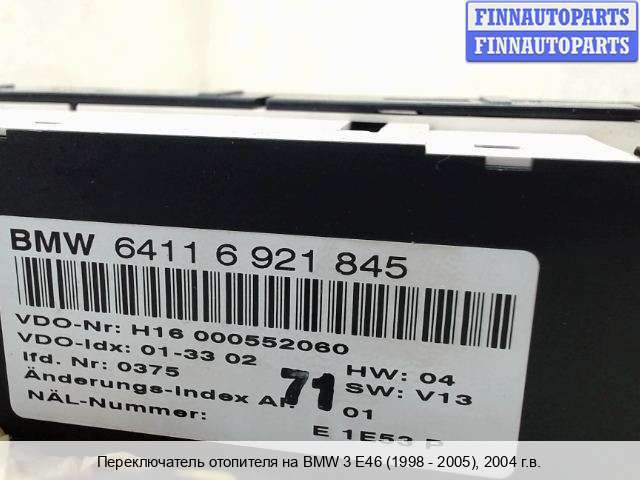 FINNAUTOPARTS
FINNAUTOPARTS
BMW 6411 6 921 845
VDO-Nr: H16 000552060
VDO-Idx: 01-33 02
HW: 04
lfd. Nr: 0375
SW: V13
Änderungs-Index
71
01
NÄL-Nummer:
E 1E53 P
Переключатель отопителя на BMW 3 E46 (1998 - 2005), 2004 г.в.